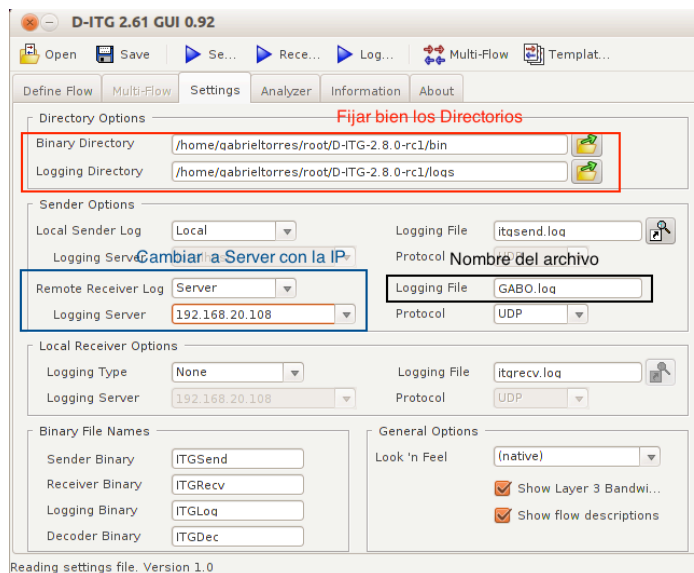 D-ITG 2.61 GUI 0.92
Open Save Se... Rece... Log... Multi-Flow Templat...
Define Flow Multi-Flow Settings Analyzer Information About
Directory Options Fijar bien los Directorios
Binary Directory /home/gabrieltorres/root/D-ITG-2.8.0-rc1/bin
Logging Directory /home/gabrieltorres/root/D-ITG-2.8.0-rc1/logs
Sender Options
Local Sender Log Local Logging File itgsend.log
Logging Server Cambiar a Server con la IP Protocol Nombre del archivo
Remote Receiver Log Server Logging File GABO.log
Logging Server 192.168.20.108 Protocol UDP
Local Receiver Options
Logging Type None Logging File itgrecv.log
Logging Server 192.168.20.108 Protocol UDP
Binary File Names General Options
Sender Binary ITGSend Look 'n Feel (native)
Receiver Binary ITGRecv Show Layer 3 Bandwi...
Logging Binary ITGLog Show flow descriptions
Decoder Binary ITGDec
Reading settings file. Version 1.0